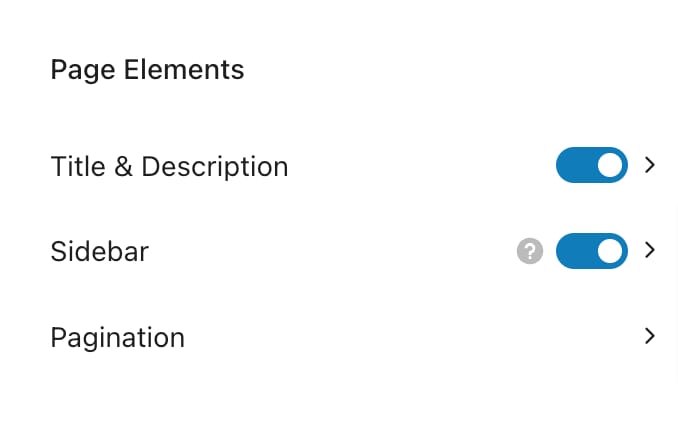 Page Elements
Title & Description
Sidebar ?
Pagination